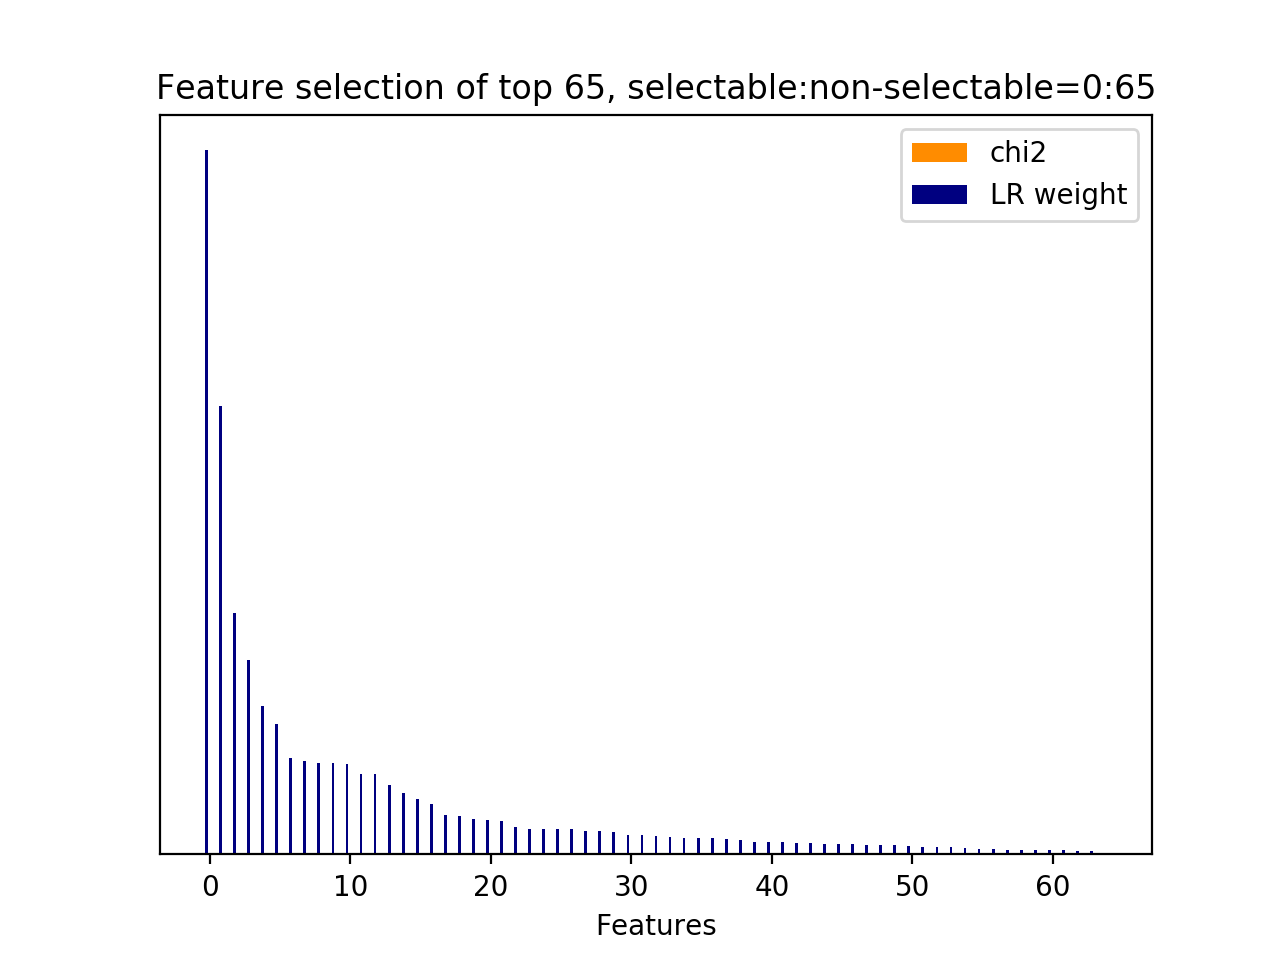 Feature selection of top 65, selectable:non-selectable=0:65
chi2
LR weight
0 10 20 30 40 50 60
Features